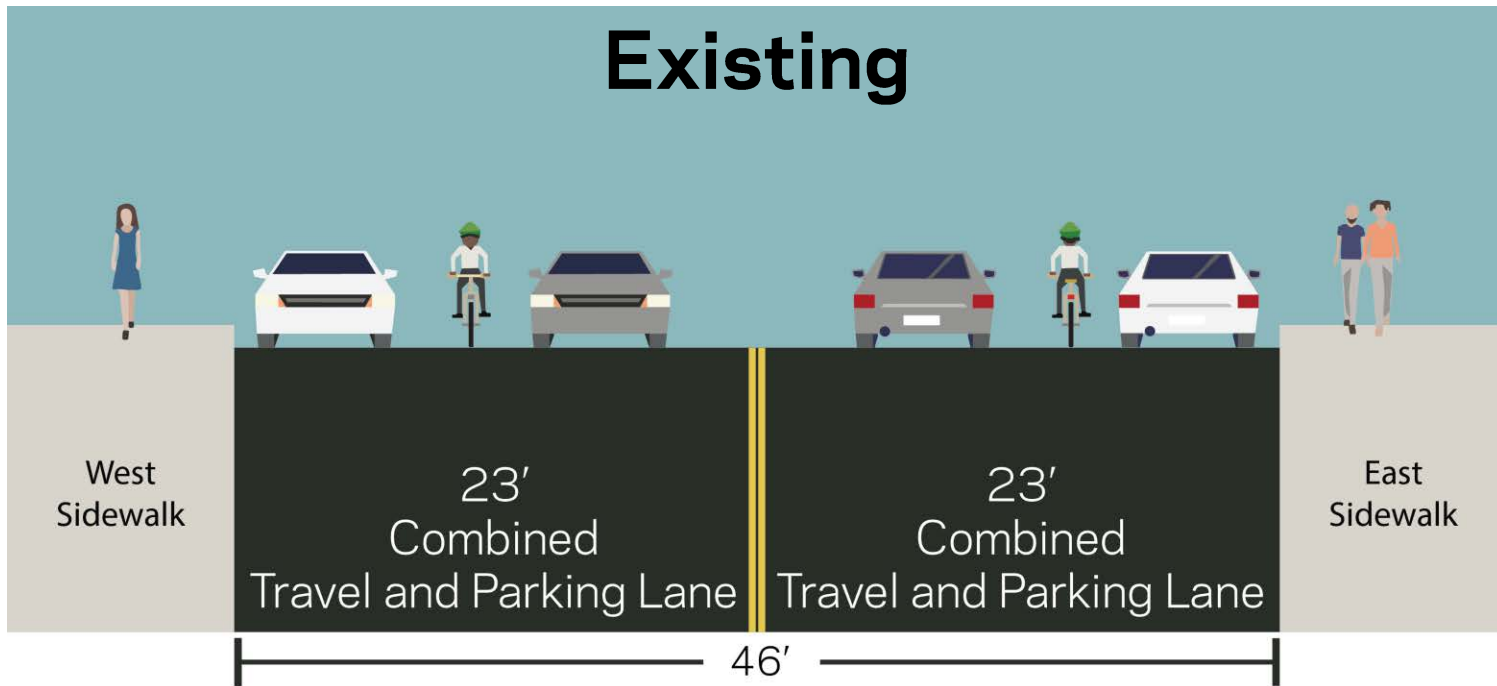 Existing
West
Sidewalk
23′
Combined
Travel and Parking Lane
23′
Combined
Travel and Parking Lane
East
Sidewalk
46′